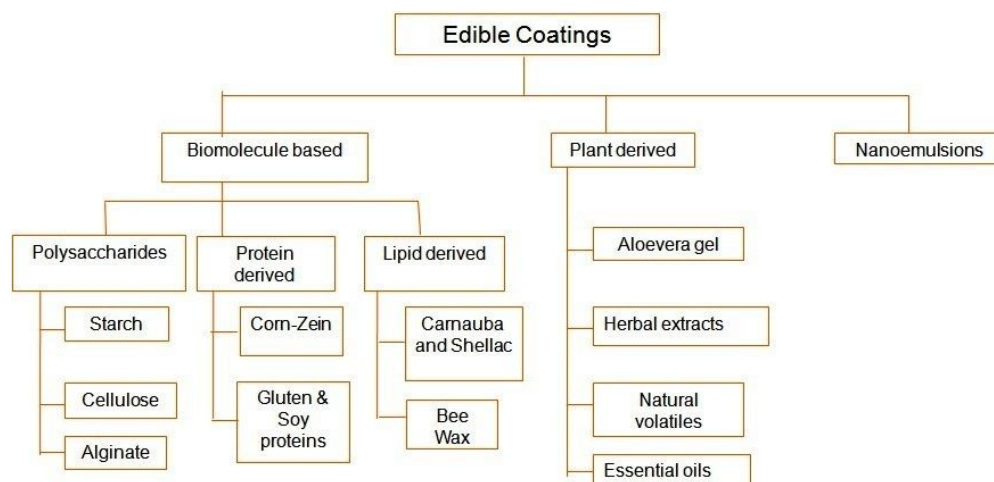 Edible Coatings
Biomolecule based
Plant derived
Nanoemulsions
Polysaccharides
Protein
derived
Lipid derived
Aloevera gel
Starch
Corn-Zein
Carnauba
and Shellac
Herbal extracts
Cellulose
Gluten &
Soy
proteins
Bee
Wax
Natural
volatiles
Alginate
Essential oils